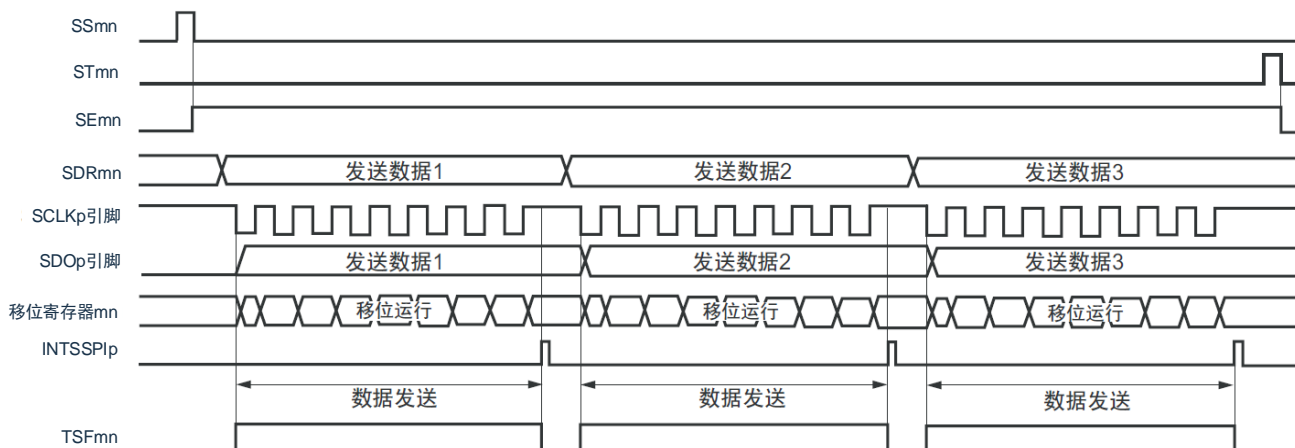 SSmn
STmn
SEmn
SDRmn 发送数据1 发送数据2 发送数据3
SCLKp引脚
SDOp引脚 发送数据1 发送数据2 发送数据3
移位寄存器mn 移位运行 移位运行 移位运行
INTSSPIp
数据发送 数据发送 数据发送
TSFmn